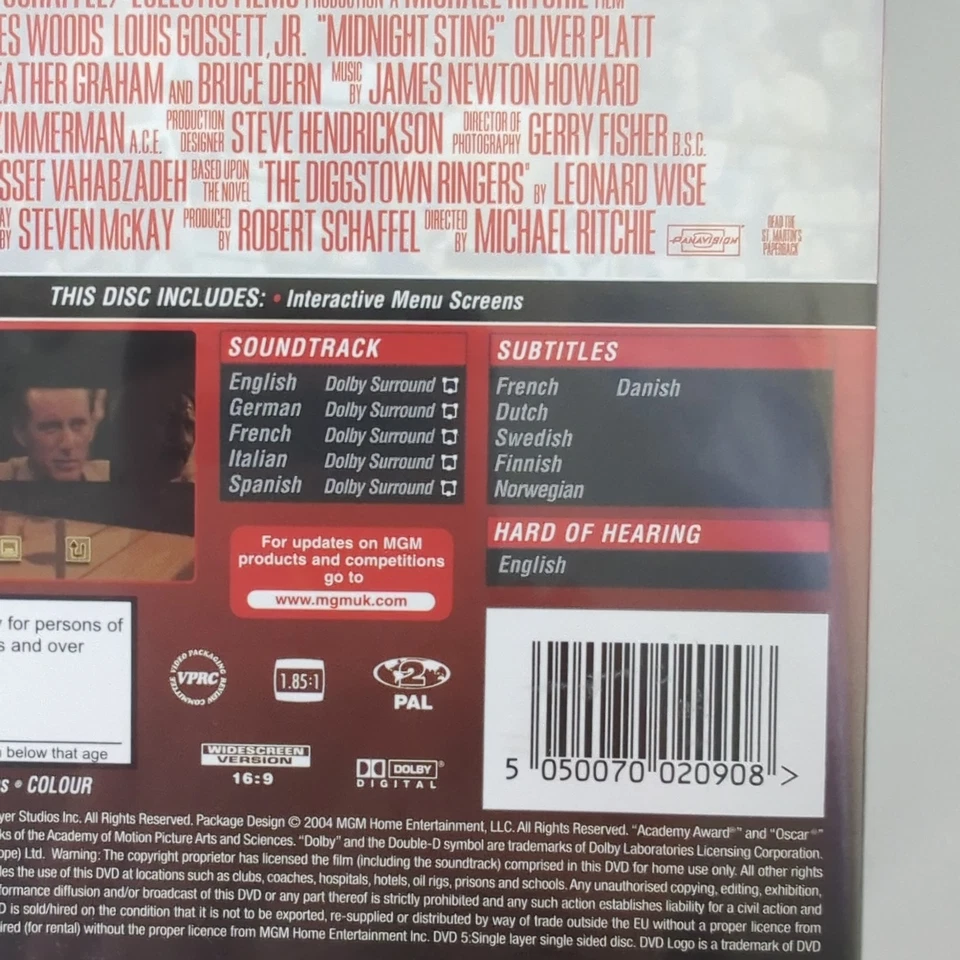 ECLECTIC FILMS PRODUCTION A MICHAEL RITCHIE FILM
ES WOODS LOUIS GOSSETT, JR. "MIDNIGHT STING" OLIVER PLATT
EATHER GRAHAM AND BRUCE DERN MUSIC BY JAMES NEWTON HOWARD
ZIMMERMAN A.C.E. PRODUCTION DESIGNER STEVE HENDRICKSON DIRECTOR OF PHOTOGRAPHY GERRY FISHER B.S.C.
SSEF VAHABZADEH BASED UPON THE NOVEL "THE DIGGSTOWN RINGERS" BY LEONARD WISE
AY BY STEVEN McKAY PRODUCED BY ROBERT SCHAFFEL DIRECTED BY MICHAEL RITCHIE PANAVISION READ THE ST. MARTIN'S PAPERBACK
THIS DISC INCLUDES: • Interactive Menu Screens
SOUNDTRACK
English Dolby Surround
German Dolby Surround
French Dolby Surround
Italian Dolby Surround
Spanish Dolby Surround
SUBTITLES
French Danish
Dutch
Swedish
Finnish
Norwegian
HARD OF HEARING
English
For updates on MGM
products and competitions
go to
www.mgmuk.com
for persons of
s and over
below that age
s • COLOUR
VIDEO PACKAGING REVIEW COMMITTEE
VPRC
1.85:1
2
PAL
WIDESCREEN
VERSION
16:9
DOLBY®
DIGITAL
5 050070 020908 >
yer Studios Inc. All Rights Reserved. Package Design © 2004 MGM Home Entertainment, LLC. All Rights Reserved. "Academy Award®" and "Oscar®"
ks of the Academy of Motion Picture Arts and Sciences. "Dolby" and the Double-D symbol are trademarks of Dolby Laboratories Licensing Corporation.
ope) Ltd. Warning: The copyright proprietor has licensed the film (including the soundtrack) comprised in this DVD for home use only. All other rights
les the use of this DVD at locations such as clubs, coaches, hospitals, hotels, oil rigs, prisons and schools. Any unauthorised copying, editing, exhibition,
formance diffusion and/or broadcast of this DVD or any part thereof is strictly prohibited and any such action establishes liability for a civil action and
D is sold/hired on the condition that it is not to be exported, re-supplied or distributed by way of trade outside the EU without a proper licence from
ired (for rental) without the proper licence from MGM Home Entertainment Inc. DVD 5:Single layer single sided disc. DVD Logo is a trademark of DVD